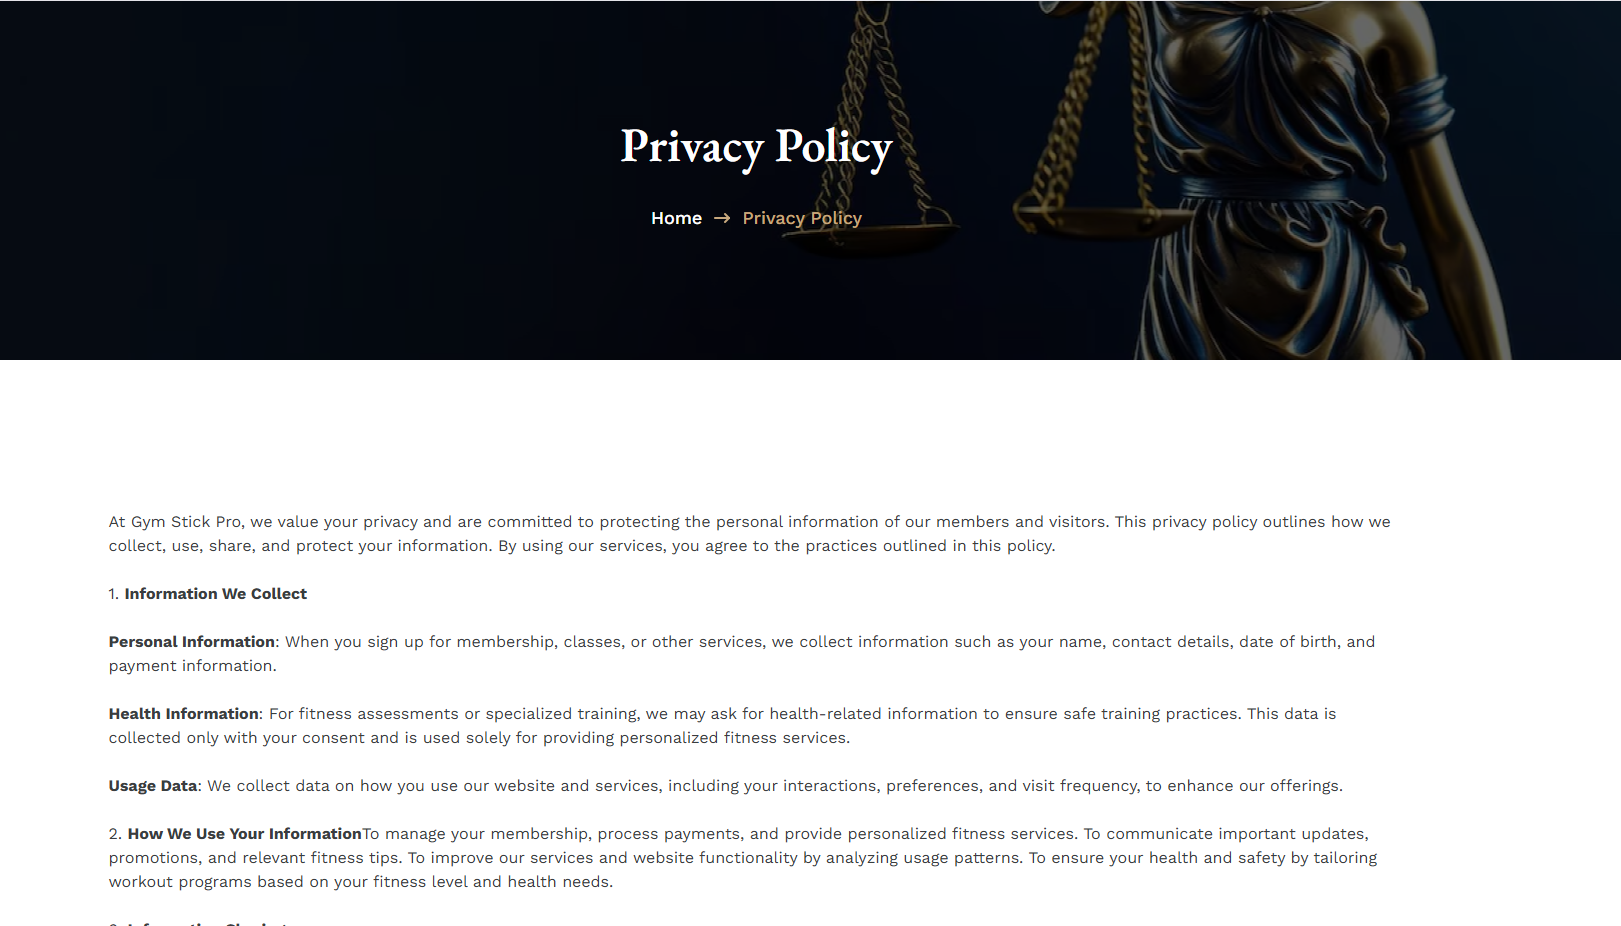 Privacy Policy
Home → Privacy Policy
At Gym Stick Pro, we value your privacy and are committed to protecting the personal information of our members and visitors. This privacy policy outlines how we
collect, use, share, and protect your information. By using our services, you agree to the practices outlined in this policy.
1. Information We Collect
Personal Information: When you sign up for membership, classes, or other services, we collect information such as your name, contact details, date of birth, and
payment information.
Health Information: For fitness assessments or specialized training, we may ask for health-related information to ensure safe training practices. This data is
collected only with your consent and is used solely for providing personalized fitness services.
Usage Data: We collect data on how you use our website and services, including your interactions, preferences, and visit frequency, to enhance our offerings.
2. How We Use Your InformationTo manage your membership, process payments, and provide personalized fitness services. To communicate important updates,
promotions, and relevant fitness tips. To improve our services and website functionality by analyzing usage patterns. To ensure your health and safety by tailoring
workout programs based on your fitness level and health needs.